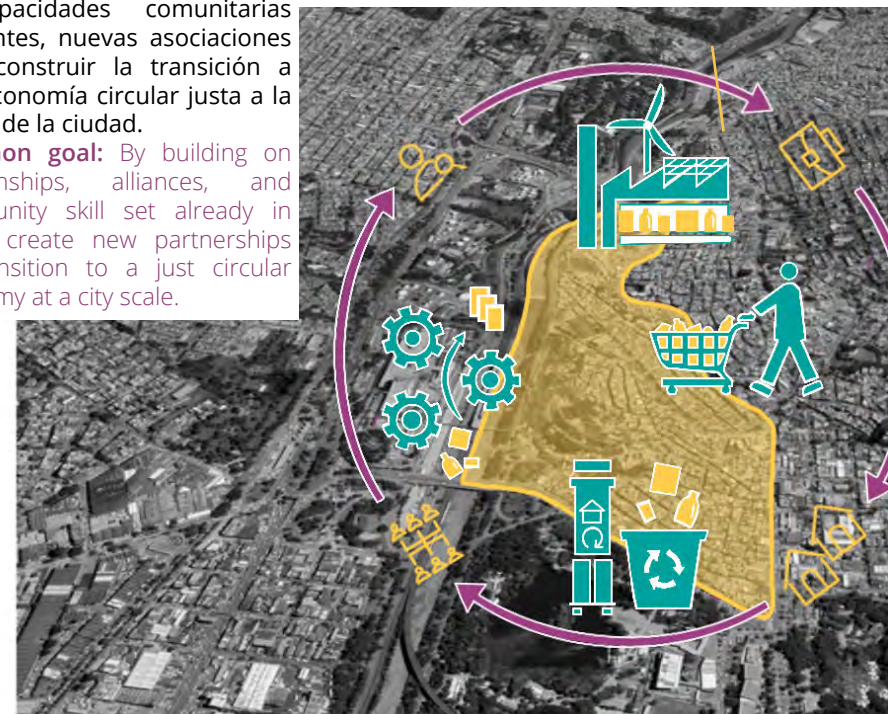 pacidades comunitarias
ntes, nuevas asociaciones
construir la transición a
conomía circular justa a la
de la ciudad.
on goal: By building on
nships, alliances, and
unity skill set already in
create new partnerships
nsition to a just circular
my at a city scale.